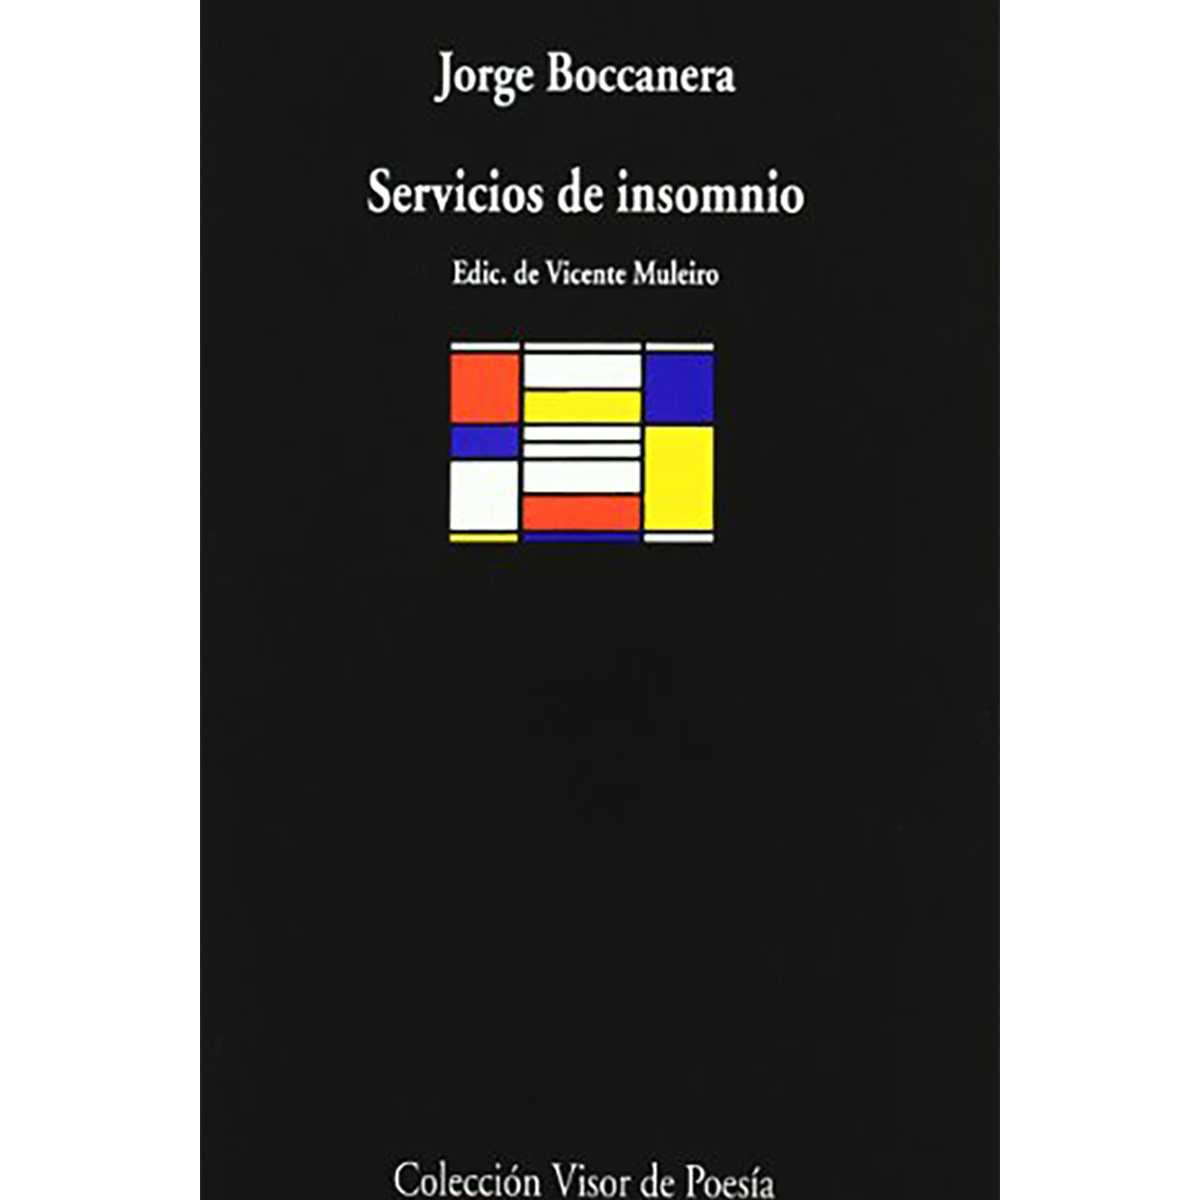 Jorge Boccanera
Servicios de insomnio
Edic. de Vicente Muleiro
Colección Visor de Poesía